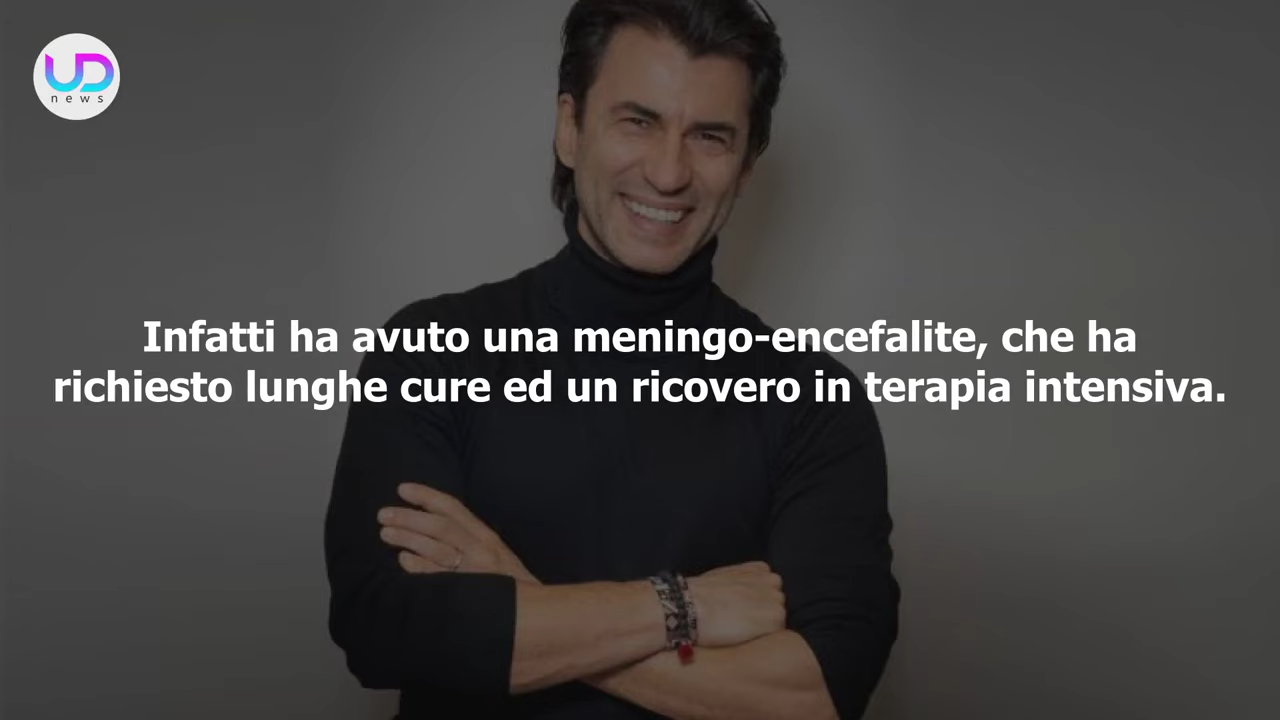 UD
news
Infatti ha avuto una meningo-encefalite, che ha
richiesto lunghe cure ed un ricovero in terapia intensiva.